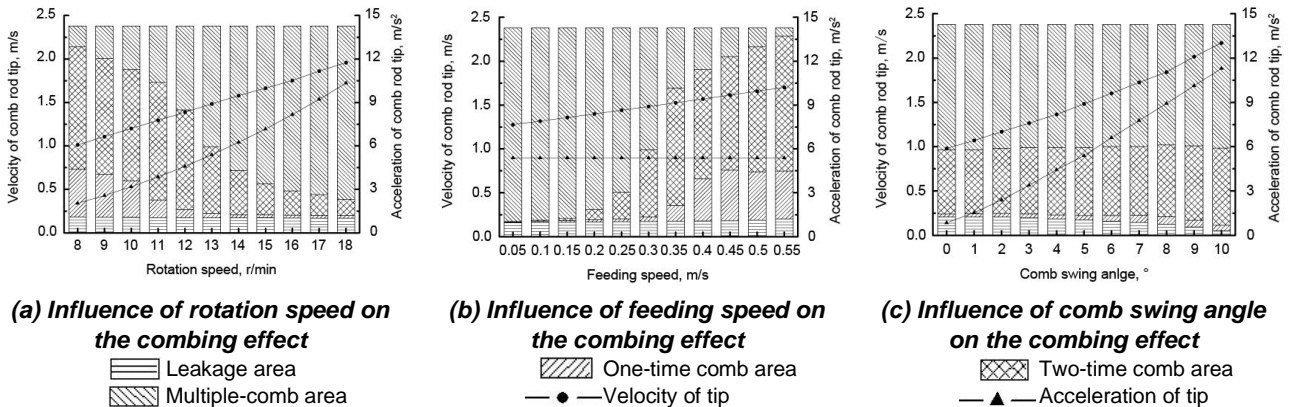 Velocity of comb rod tip, m/s
2.5
2.0
1.5
1.0
0.5
0.0
8 9 10 11 12 13 14 15 16 17 18
Rotation speed, r/min
15
12
9
6
3
0
Acceleration of comb rod tip, m/s²
Velocity of comb rod tip, m/s
2.5
2.0
1.5
1.0
0.5
0.0
0.05 0.1 0.15 0.2 0.25 0.3 0.35 0.4 0.45 0.5 0.55
Feeding speed, m/s
15
12
9
6
3
0
Acceleration of comb rod tip, m/s²
Velocity of comb rod tip, m/s
2.5
2.0
1.5
1.0
0.5
0.0
0 1 2 3 4 5 6 7 8 9 10
Comb swing anlge, °
15
12
9
6
3
0
Acceleration of comb rod tip, m/s²
(a) Influence of rotation speed on
the combing effect
(b) Influence of feeding speed on
the combing effect
(c) Influence of comb swing angle
on the combing effect
Leakage area
One-time comb area
Two-time comb area
Multiple-comb area
Velocity of tip
Acceleration of tip